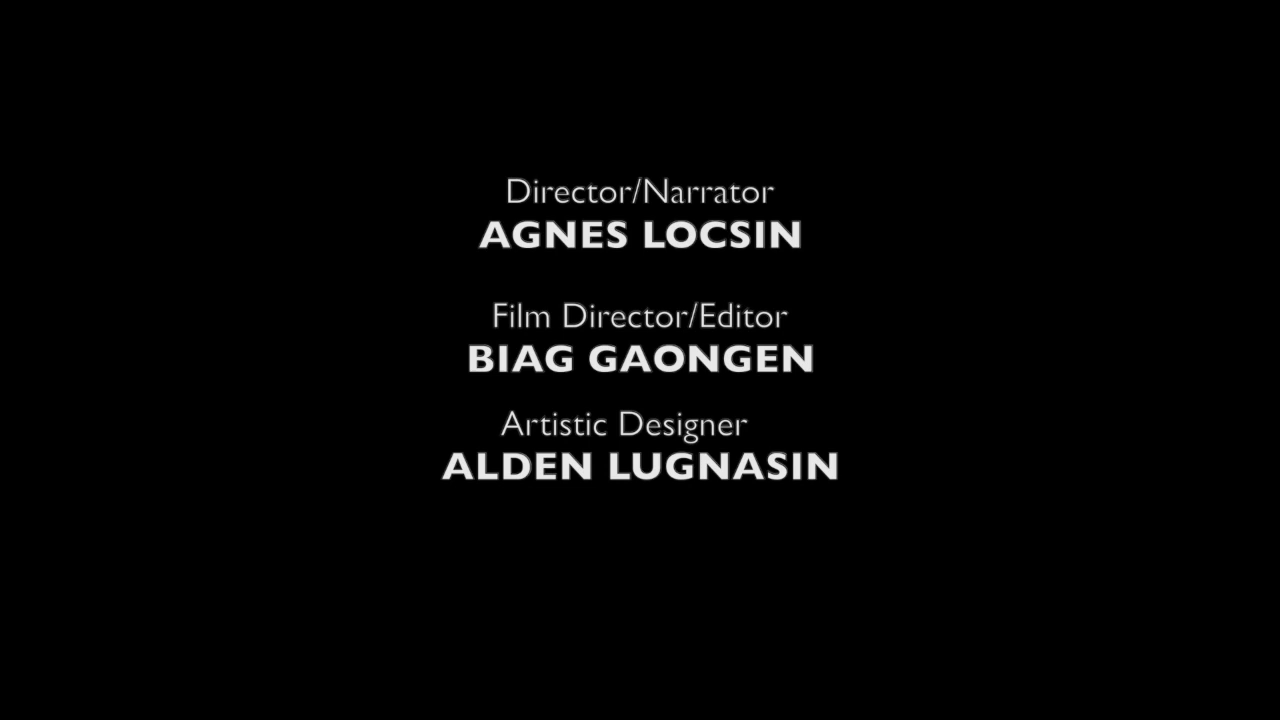 Director/Narrator
AGNES LOCSIN
Film Director/Editor
BIAG GAONGEN
Artistic Designer
ALDEN LUGNASIN